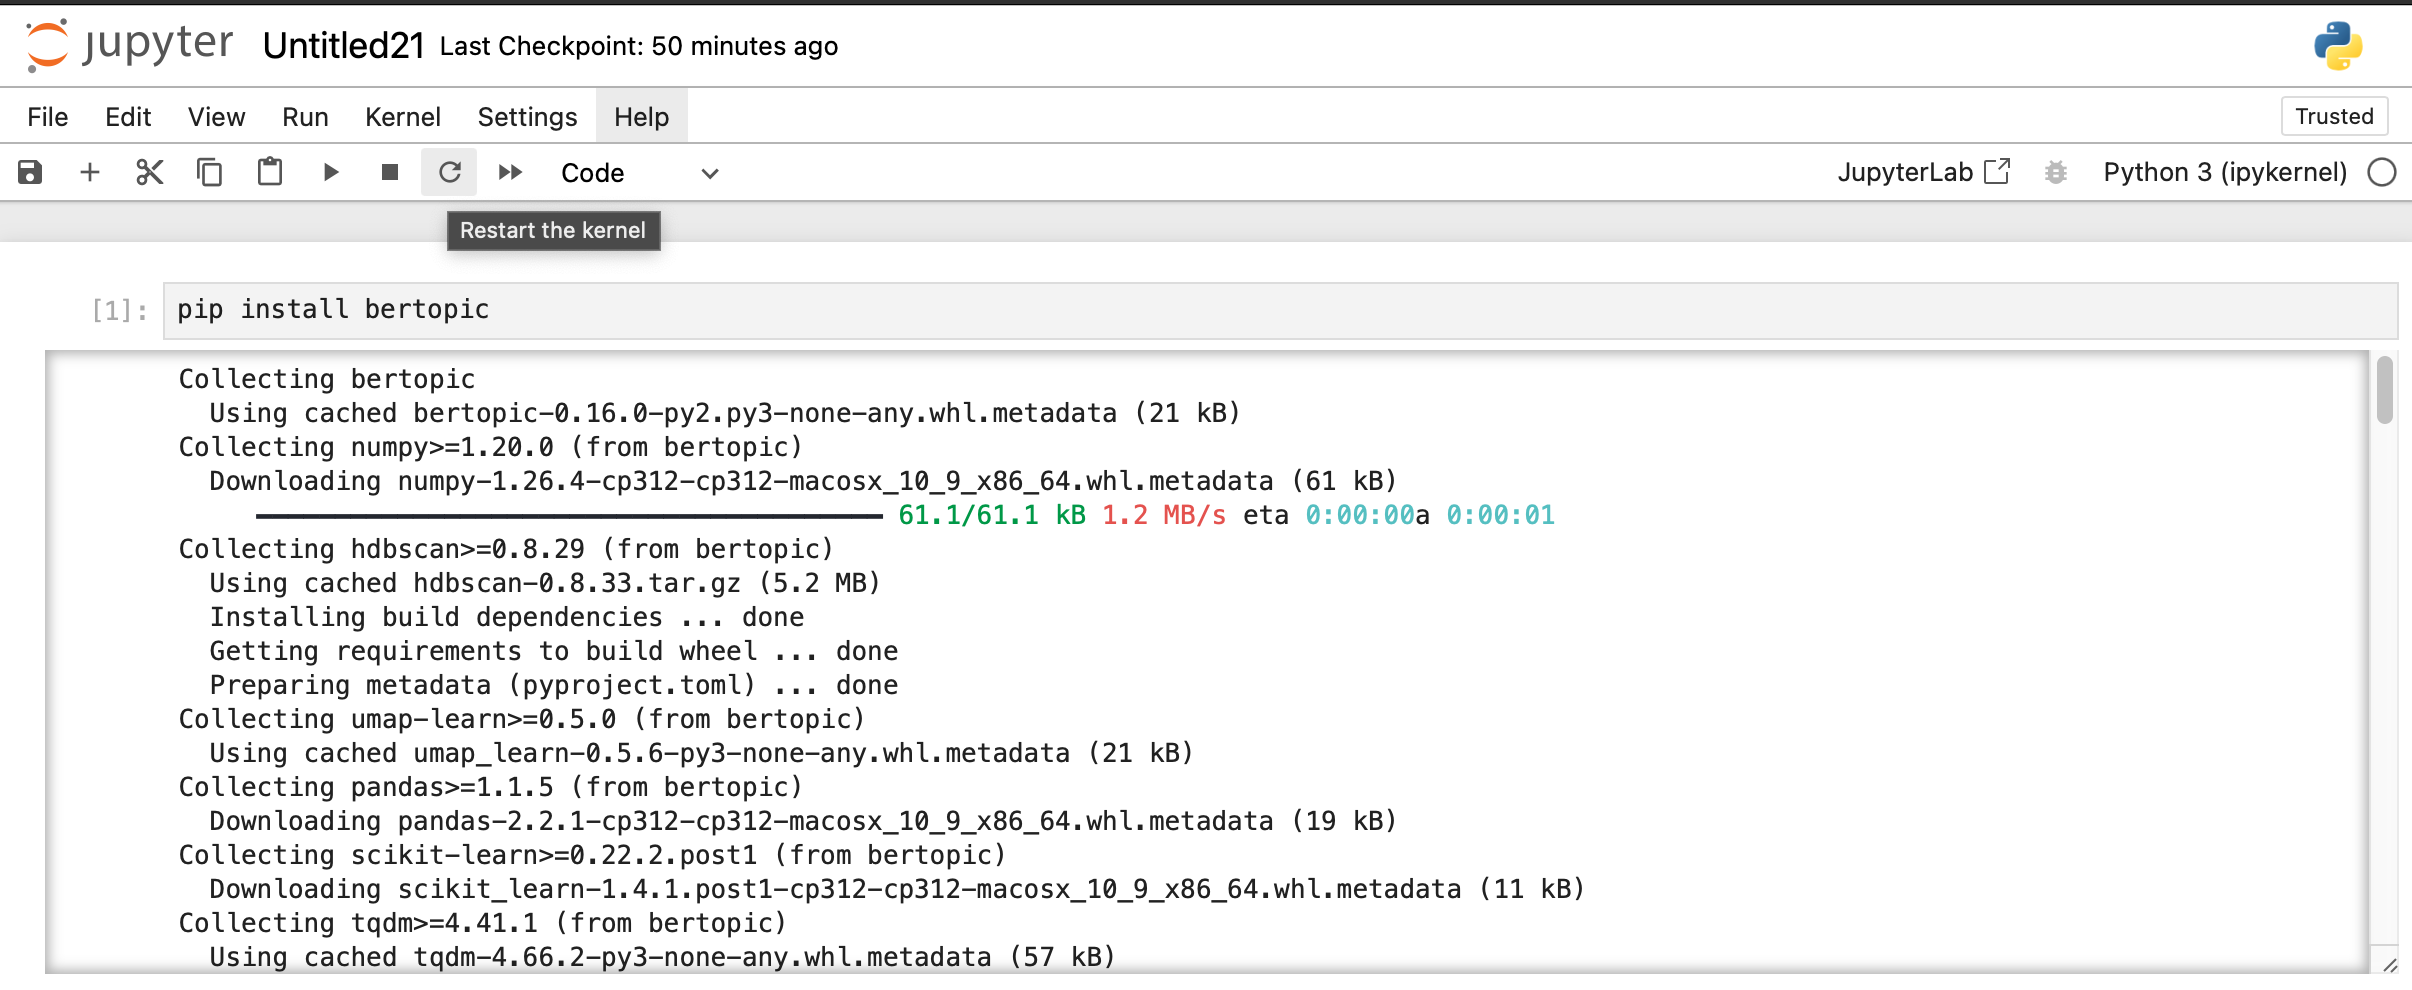 jupyter Untitled21 Last Checkpoint: 50 minutes ago
File Edit View Run Kernel Settings Help Trusted
Code JupyterLab Python 3 (ipykernel)
Restart the kernel
[1]: pip install bertopic
Collecting bertopic
  Using cached bertopic-0.16.0-py2.py3-none-any.whl.metadata (21 kB)
Collecting numpy>=1.20.0 (from bertopic)
  Downloading numpy-1.26.4-cp312-cp312-macosx_10_9_x86_64.whl.metadata (61 kB)
61.1/61.1 kB 1.2 MB/s eta 0:00:00a 0:00:01
Collecting hdbscan>=0.8.29 (from bertopic)
  Using cached hdbscan-0.8.33.tar.gz (5.2 MB)
  Installing build dependencies ... done
  Getting requirements to build wheel ... done
  Preparing metadata (pyproject.toml) ... done
Collecting umap-learn>=0.5.0 (from bertopic)
  Using cached umap_learn-0.5.6-py3-none-any.whl.metadata (21 kB)
Collecting pandas>=1.1.5 (from bertopic)
  Downloading pandas-2.2.1-cp312-cp312-macosx_10_9_x86_64.whl.metadata (19 kB)
Collecting scikit-learn>=0.22.2.post1 (from bertopic)
  Downloading scikit_learn-1.4.1.post1-cp312-cp312-macosx_10_9_x86_64.whl.metadata (11 kB)
Collecting tqdm>=4.41.1 (from bertopic)
  Using cached tqdm-4.66.2-py3-none-any.whl.metadata (57 kB)